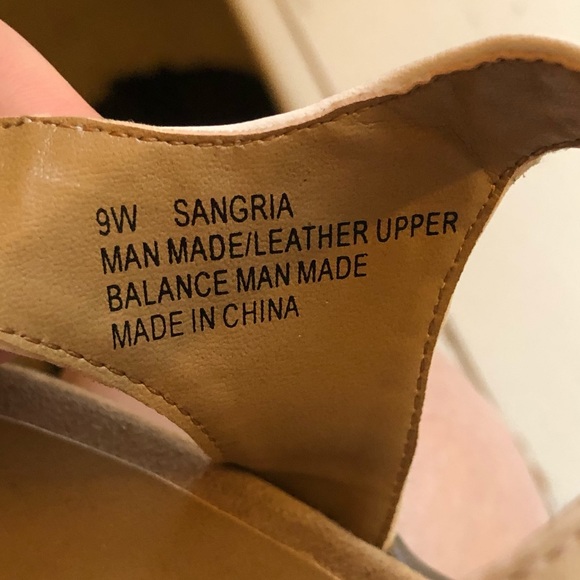 9W SANGRIA
MAN MADE/LEATHER UPPER
BALANCE MAN MADE
MADE IN CHINA